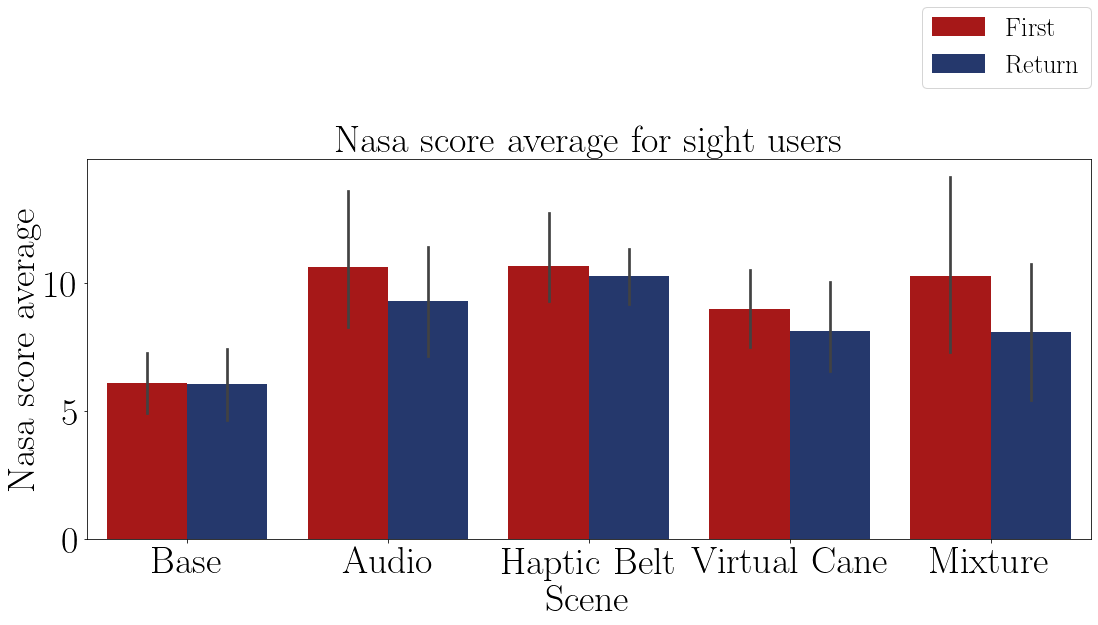 First
Return
Nasa score average for sight users
Nasa score average
10
5
0
Base Audio Haptic Belt Virtual Cane Mixture
Scene